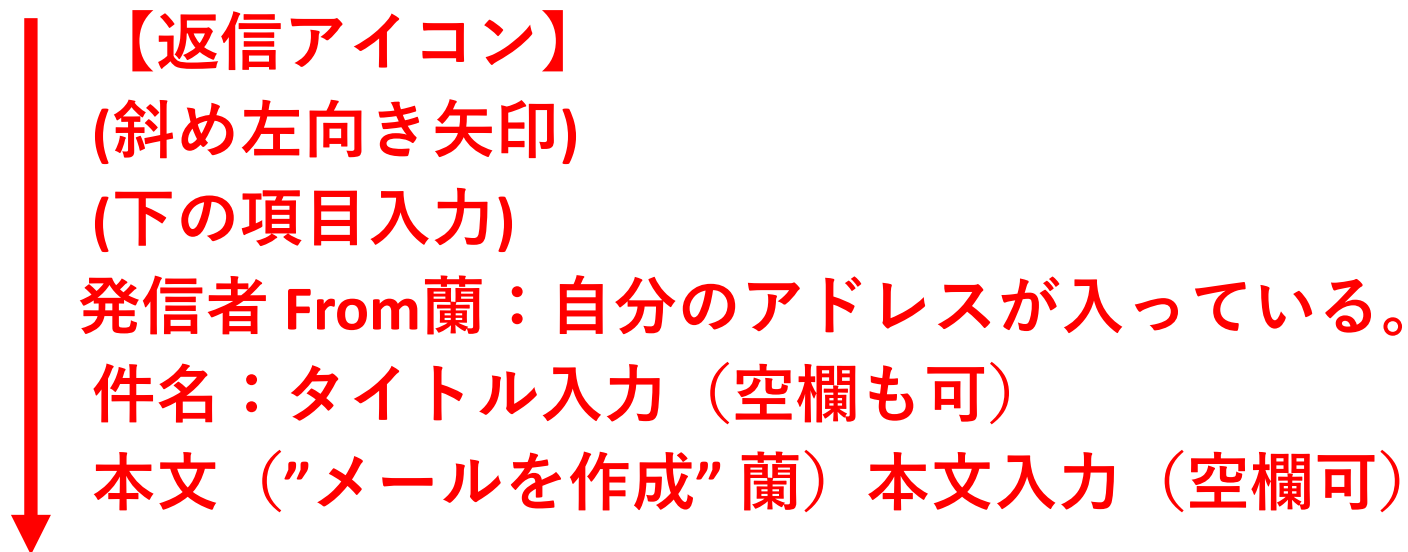 【返信アイコン】
(斜め左向き矢印)
(下の項目入力)
発信者 From蘭：自分のアドレスが入っている。
件名：タイトル入力（空欄も可）
本文（”メールを作成” 蘭）本文入力（空欄可）